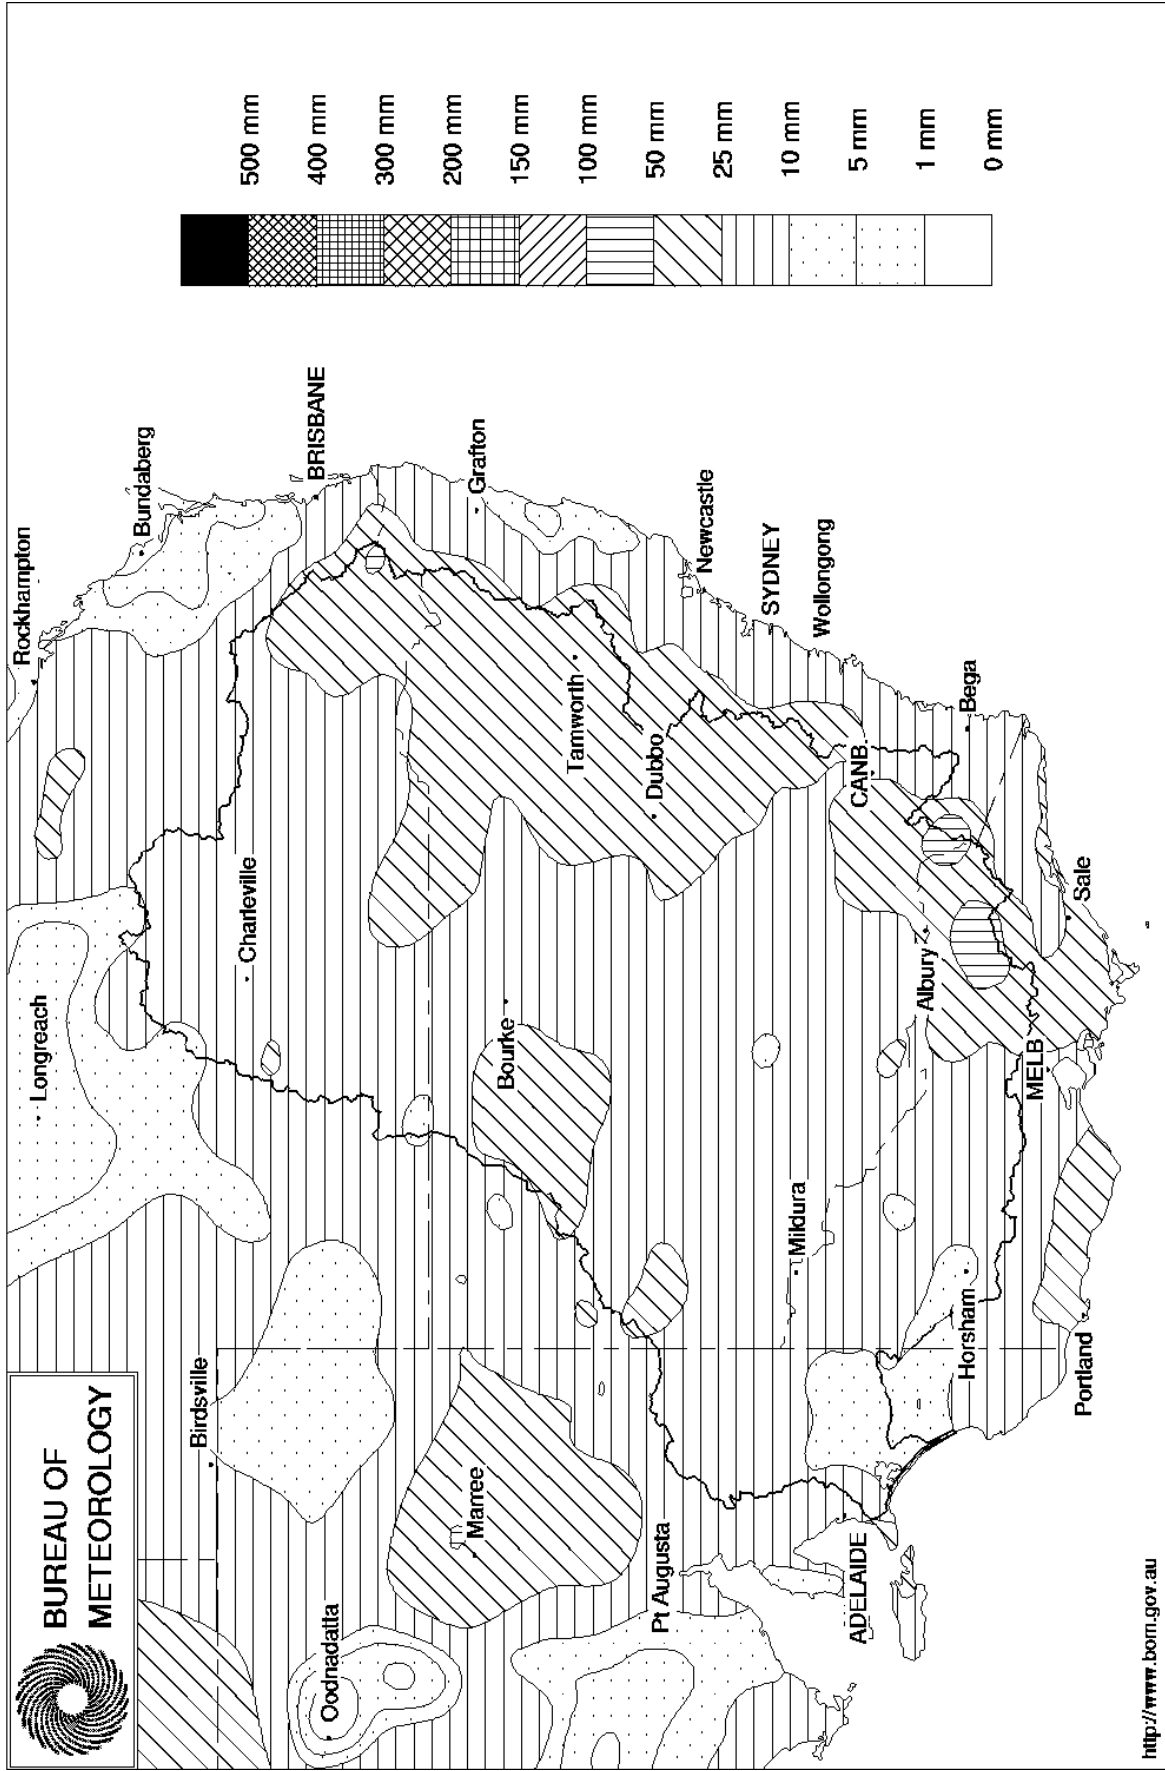 BUREAU OF
METEOROLOGY
Rockhampton
Longreach
Bundaberg
Birdsville
Charleville
BRISBANE
Oodnadatta
Marree
Bourke
Grafton
Tamworth
Pt Augusta
Dubbo
Newcastle
SYDNEY
Mildura
Wollongong
ADELAIDE
CANB.
Albury
Horsham
Bega
MELB
Portland
Sale
500 mm
400 mm
300 mm
200 mm
150 mm
100 mm
50 mm
25 mm
10 mm
5 mm
1 mm
0 mm
http://www.bom.gov.au